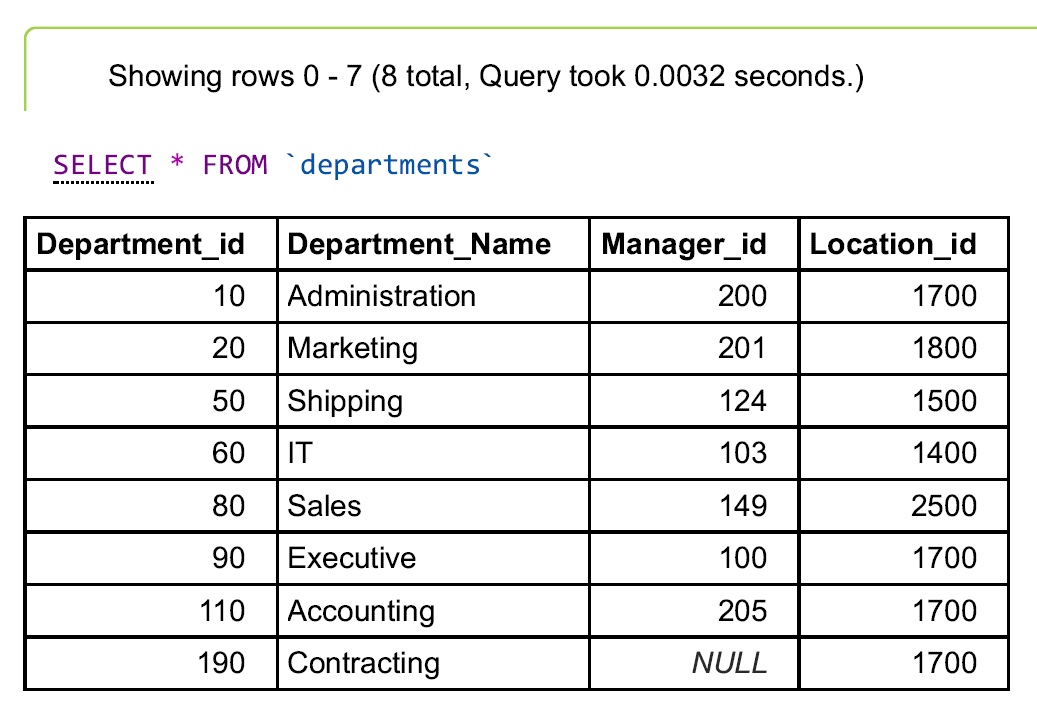 Showing rows 0 - 7 (8 total, Query took 0.0032 seconds.)
SELECT * FROM `departments`
Department_id Department_Name Manager_id Location_id
10 Administration 200 1700
20 Marketing 201 1800
50 Shipping 124 1500
60 IT 103 1400
80 Sales 149 2500
90 Executive 100 1700
110 Accounting 205 1700
190 Contracting NULL 1700